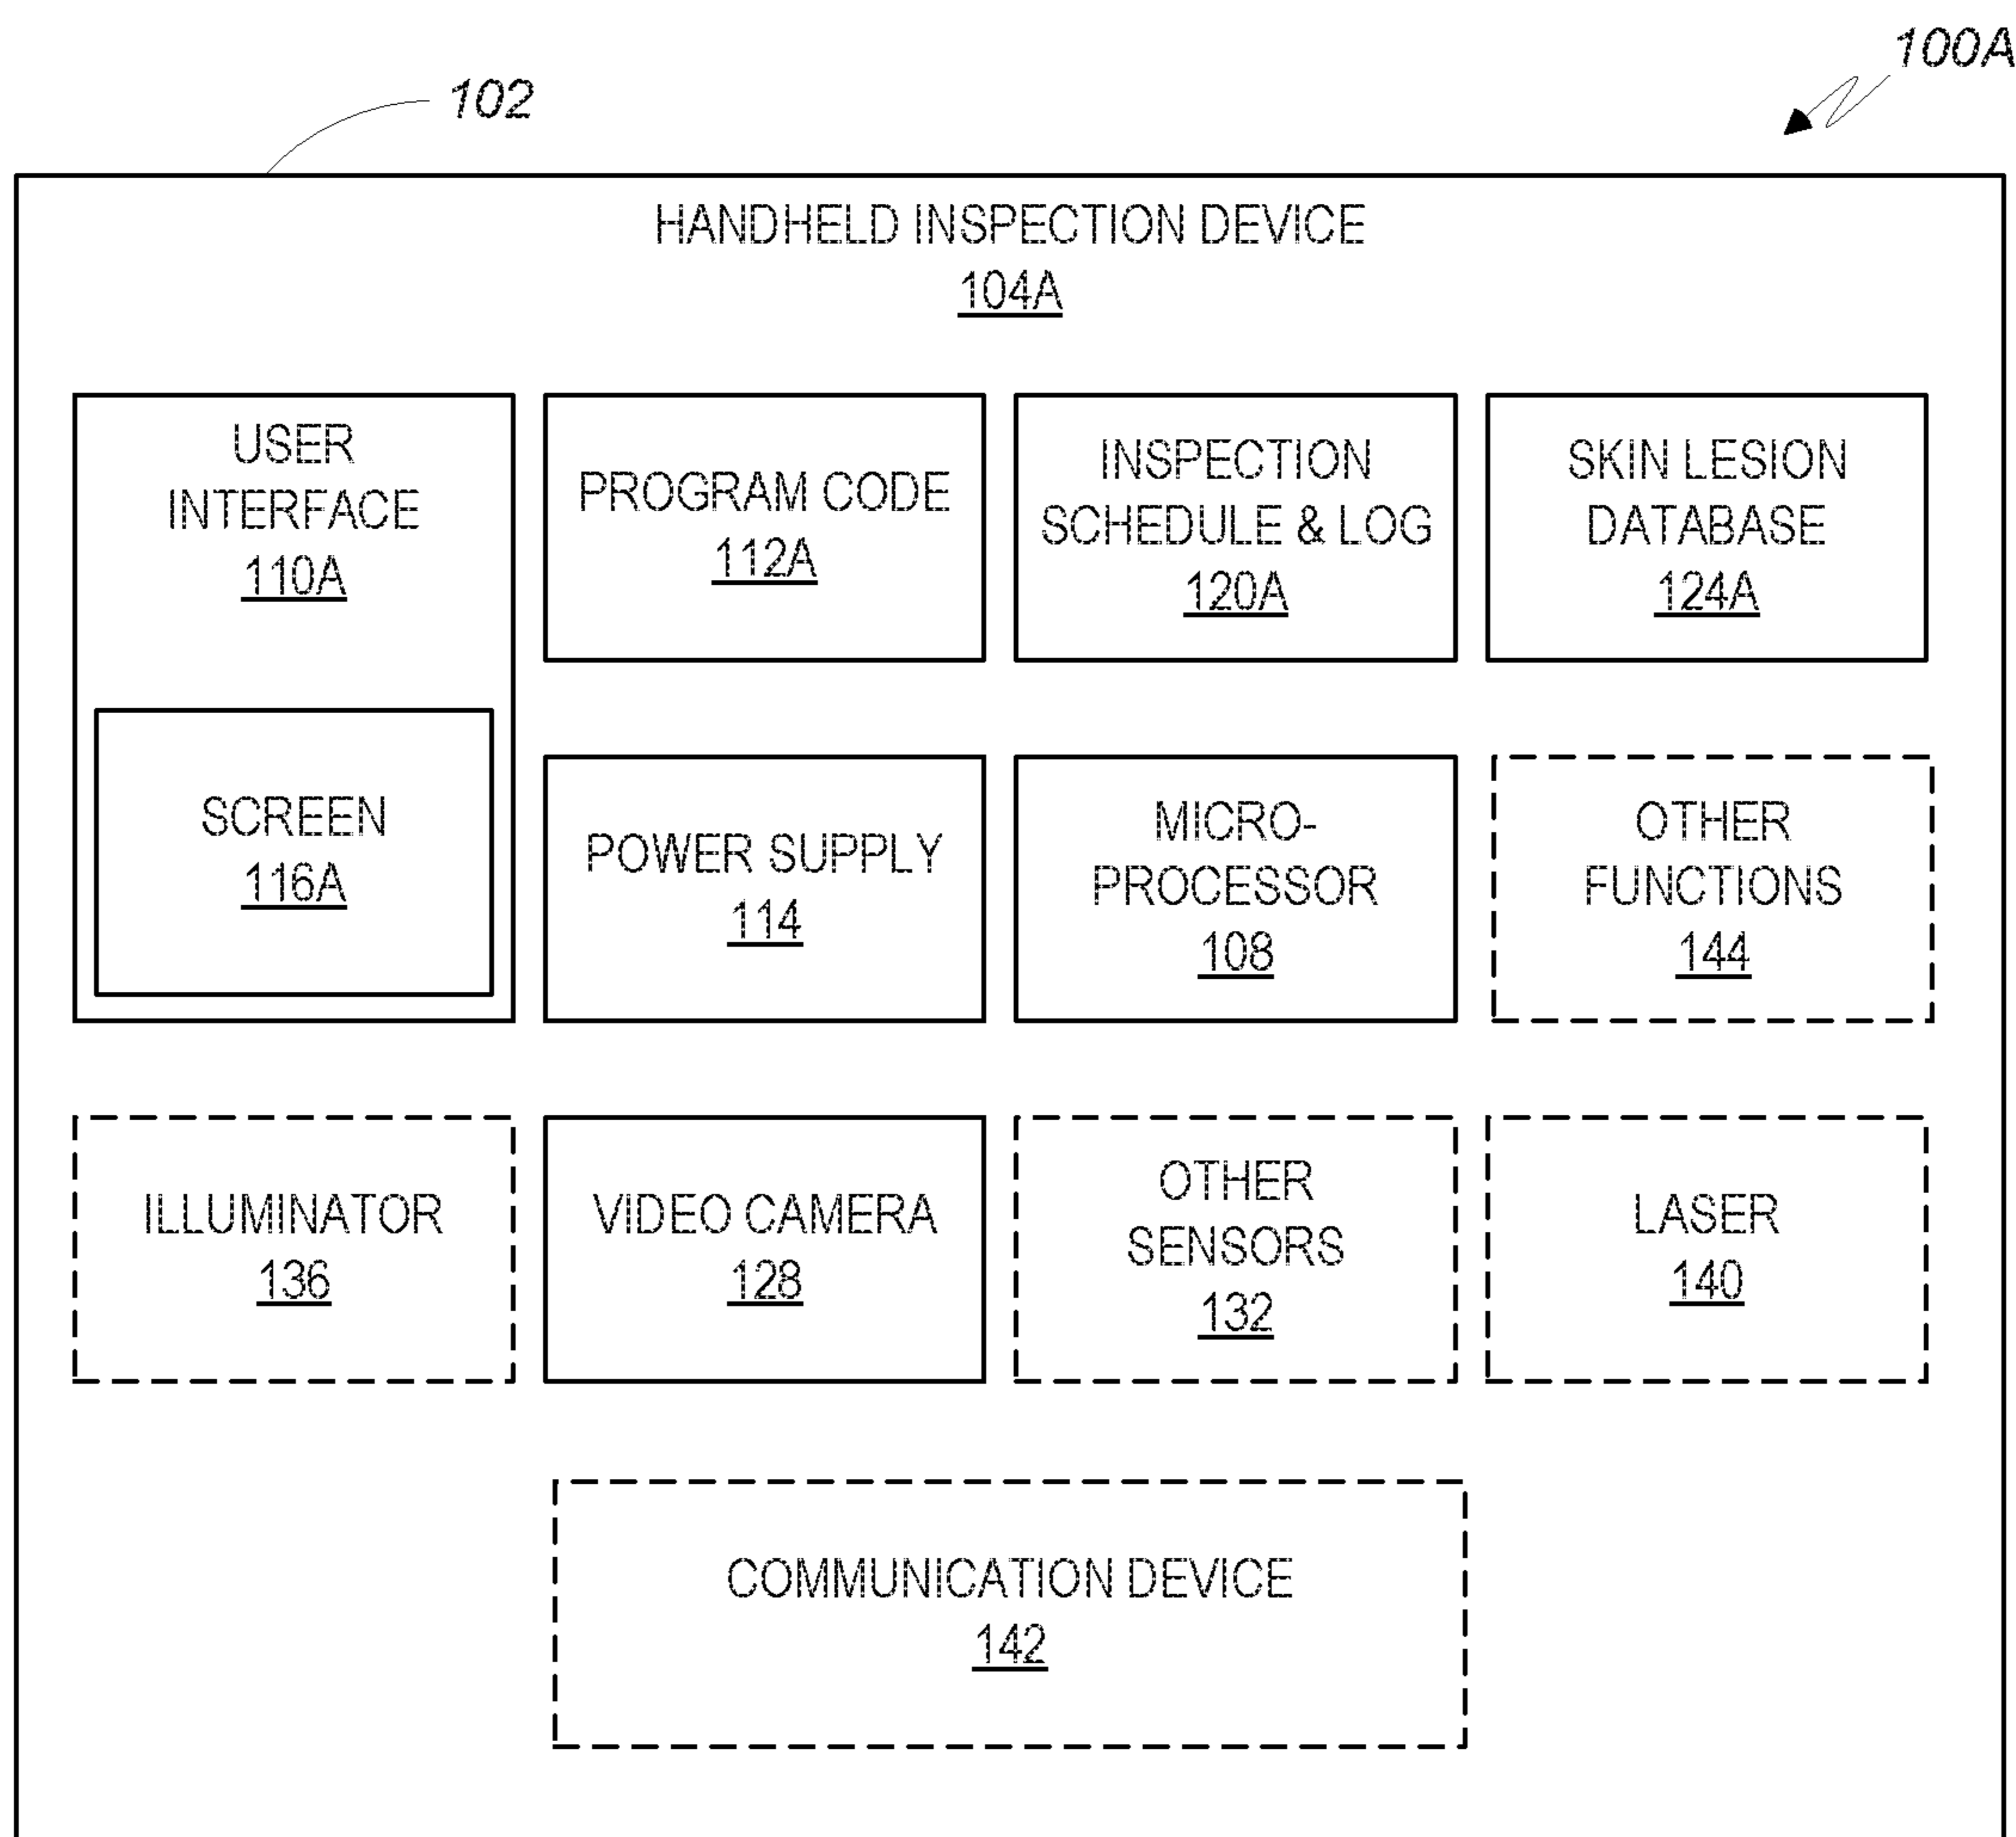 100A
102
HANDHELD INSPECTION DEVICE
104A
USER
INTERFACE
110A
PROGRAM CODE
112A
INSPECTION
SCHEDULE & LOG
120A
SKIN LESION
DATABASE
124A
SCREEN
116A
POWER SUPPLY
114
MICRO-
PROCESSOR
108
OTHER
FUNCTIONS
144
ILLUMINATOR
136
VIDEO CAMERA
128
OTHER
SENSORS
132
LASER
140
COMMUNICATION DEVICE
142